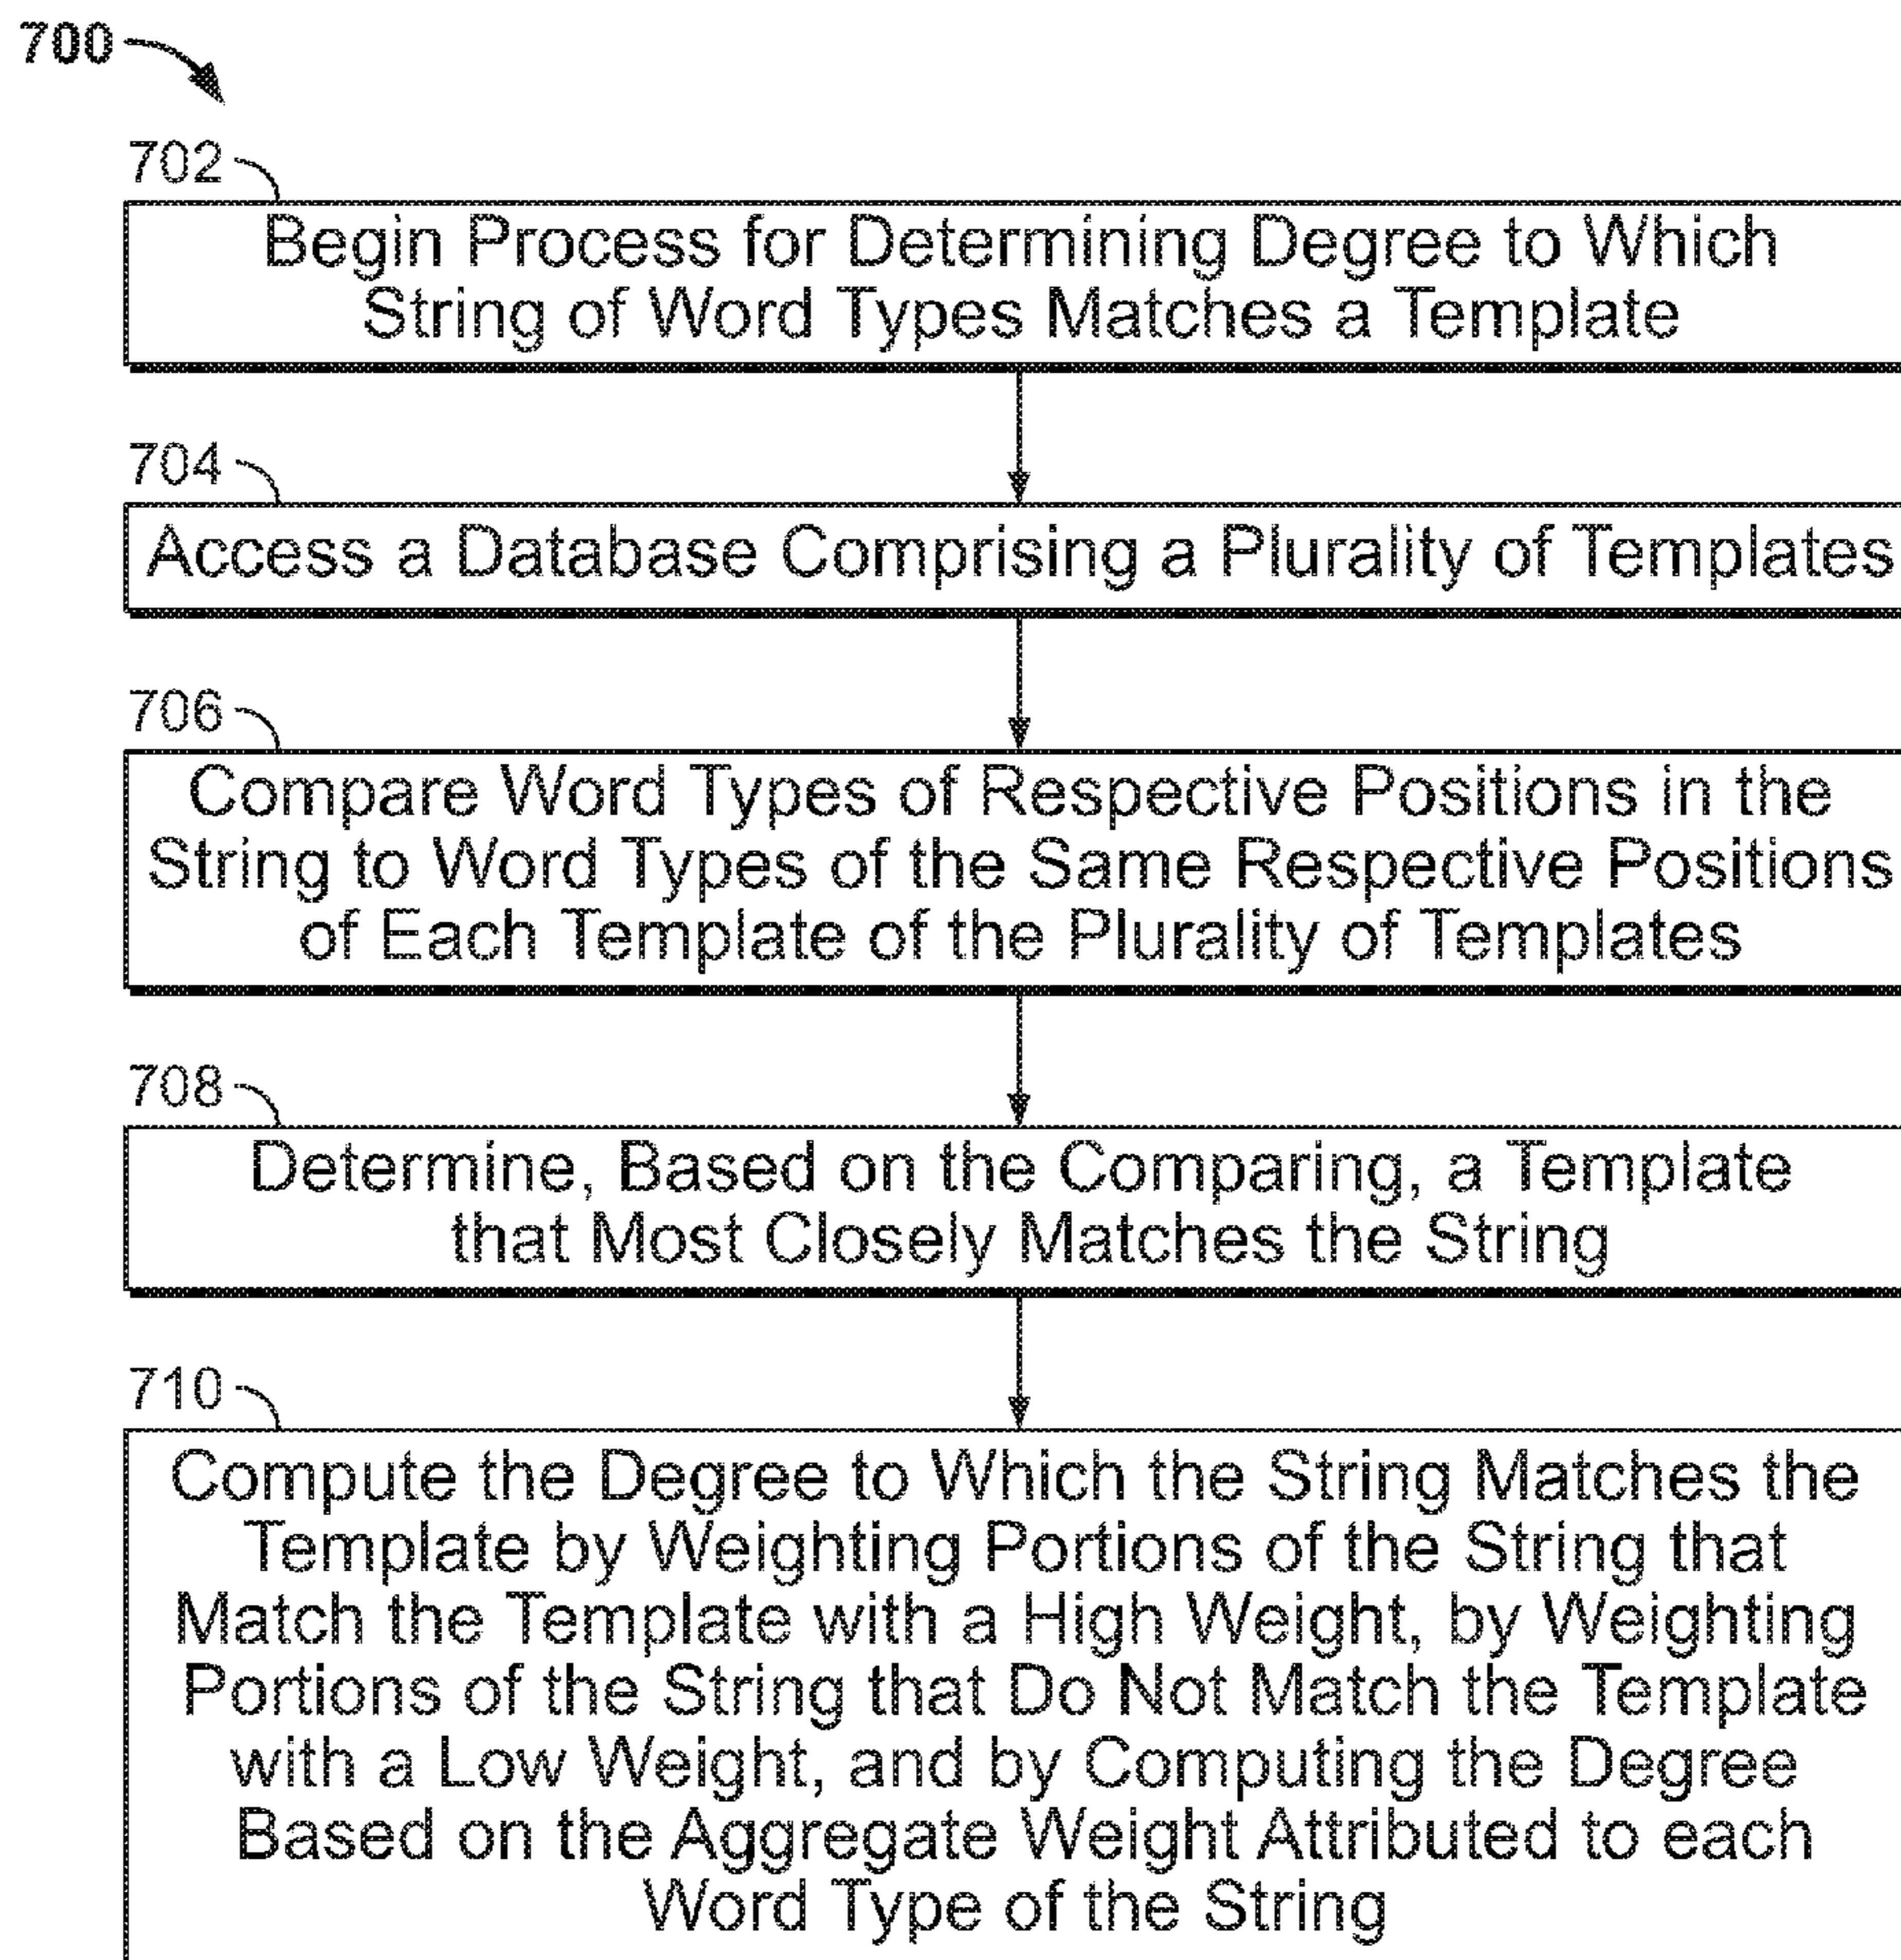 700
702
Begin Process for Determining Degree to Which
String of Word Types Matches a Template
704
Access a Database Comprising a Plurality of Templates
706
Compare Word Types of Respective Positions in the
String to Word Types of the Same Respective Positions
of Each Template of the Plurality of Templates
708
Determine, Based on the Comparing, a Template
that Most Closely Matches the String
710
Compute the Degree to Which the String Matches the
Template by Weighting Portions of the String that
Match the Template with a High Weight, by Weighting
Portions of the String that Do Not Match the Template
with a Low Weight, and by Computing the Degree
Based on the Aggregate Weight Attributed to each
Word Type of the String